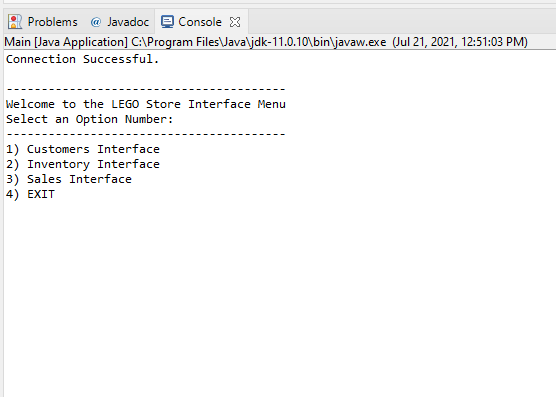 Problems @ Javadoc Console
Main [Java Application] C:\Program Files\Java\jdk-11.0.10\bin\javaw.exe (Jul 21, 2021, 12:51:03 PM)
Connection Successful.
---------------------------------------
Welcome to the LEGO Store Interface Menu
Select an Option Number:
---------------------------------------
1) Customers Interface
2) Inventory Interface
3) Sales Interface
4) EXIT